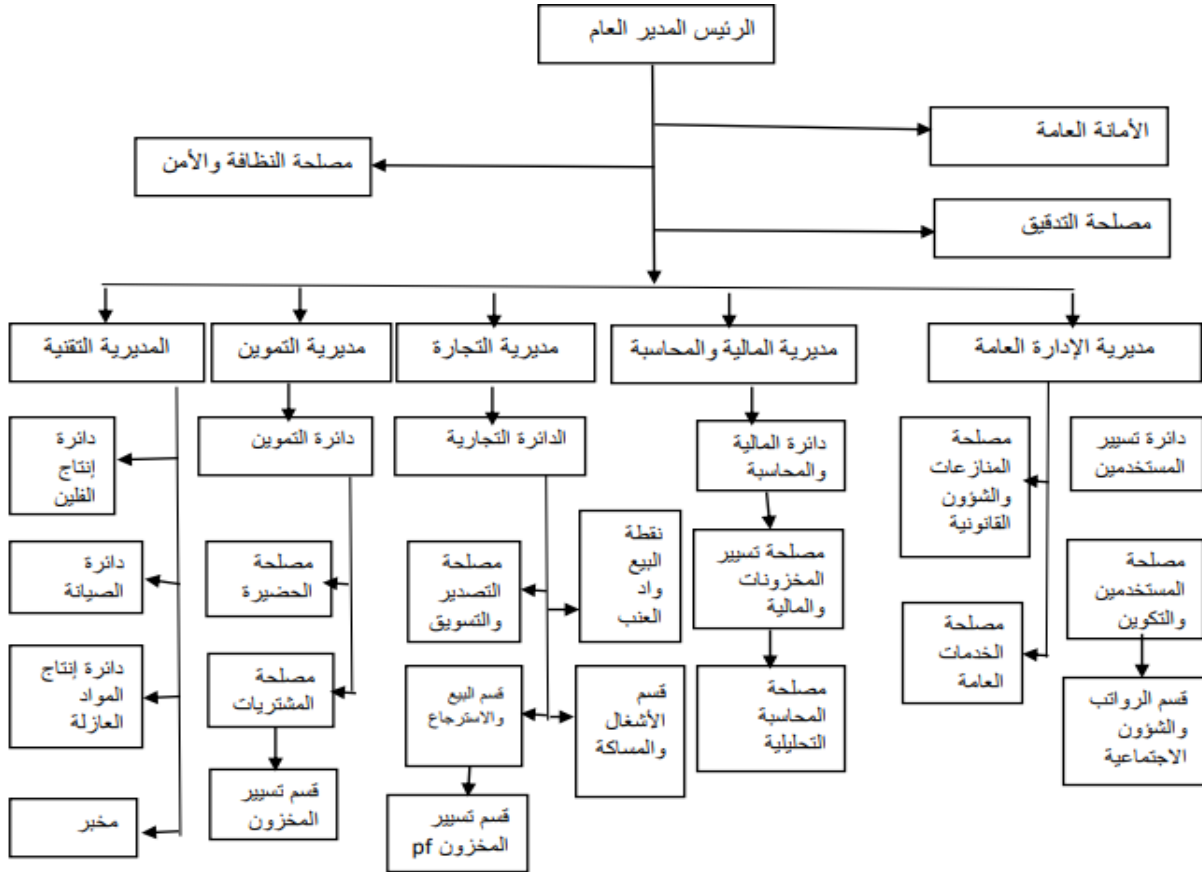 الرئيس المدير العام
الأمانة العامة
مصلحة النظافة والأمن
مصلحة التدقيق
مديرية الإدارة العامة
مديرية المالية والمحاسبة
مديرية التجارة
مديرية التموين
المديرية التقنية
دائرة تسيير
المستخدمين
مصلحة
المستخدمين
والتكوين
قسم الرواتب
والشؤون
الاجتماعية
مصلحة
المنازعات
والشؤون
القانونية
مصلحة
الخدمات
العامة
دائرة المالية
والمحاسبة
مصلحة تسيير
المخزونات
والمالية
مصلحة
المحاسبة
التحليلية
الدائرة التجارية
نقطة
البيع
واد
العنب
مصلحة
التصدير
والتسويق
قسم
الأشغال
والمساكة
قسم البيع
والاسترجاع
قسم تسيير
المخزون pf
دائرة التموين
مصلحة
الحضيرة
مصلحة
المشتريات
قسم تسيير
المخزون
دائرة
إنتاج
الفلين
دائرة
الصيانة
دائرة إنتاج
المواد
العازلة
مخبر